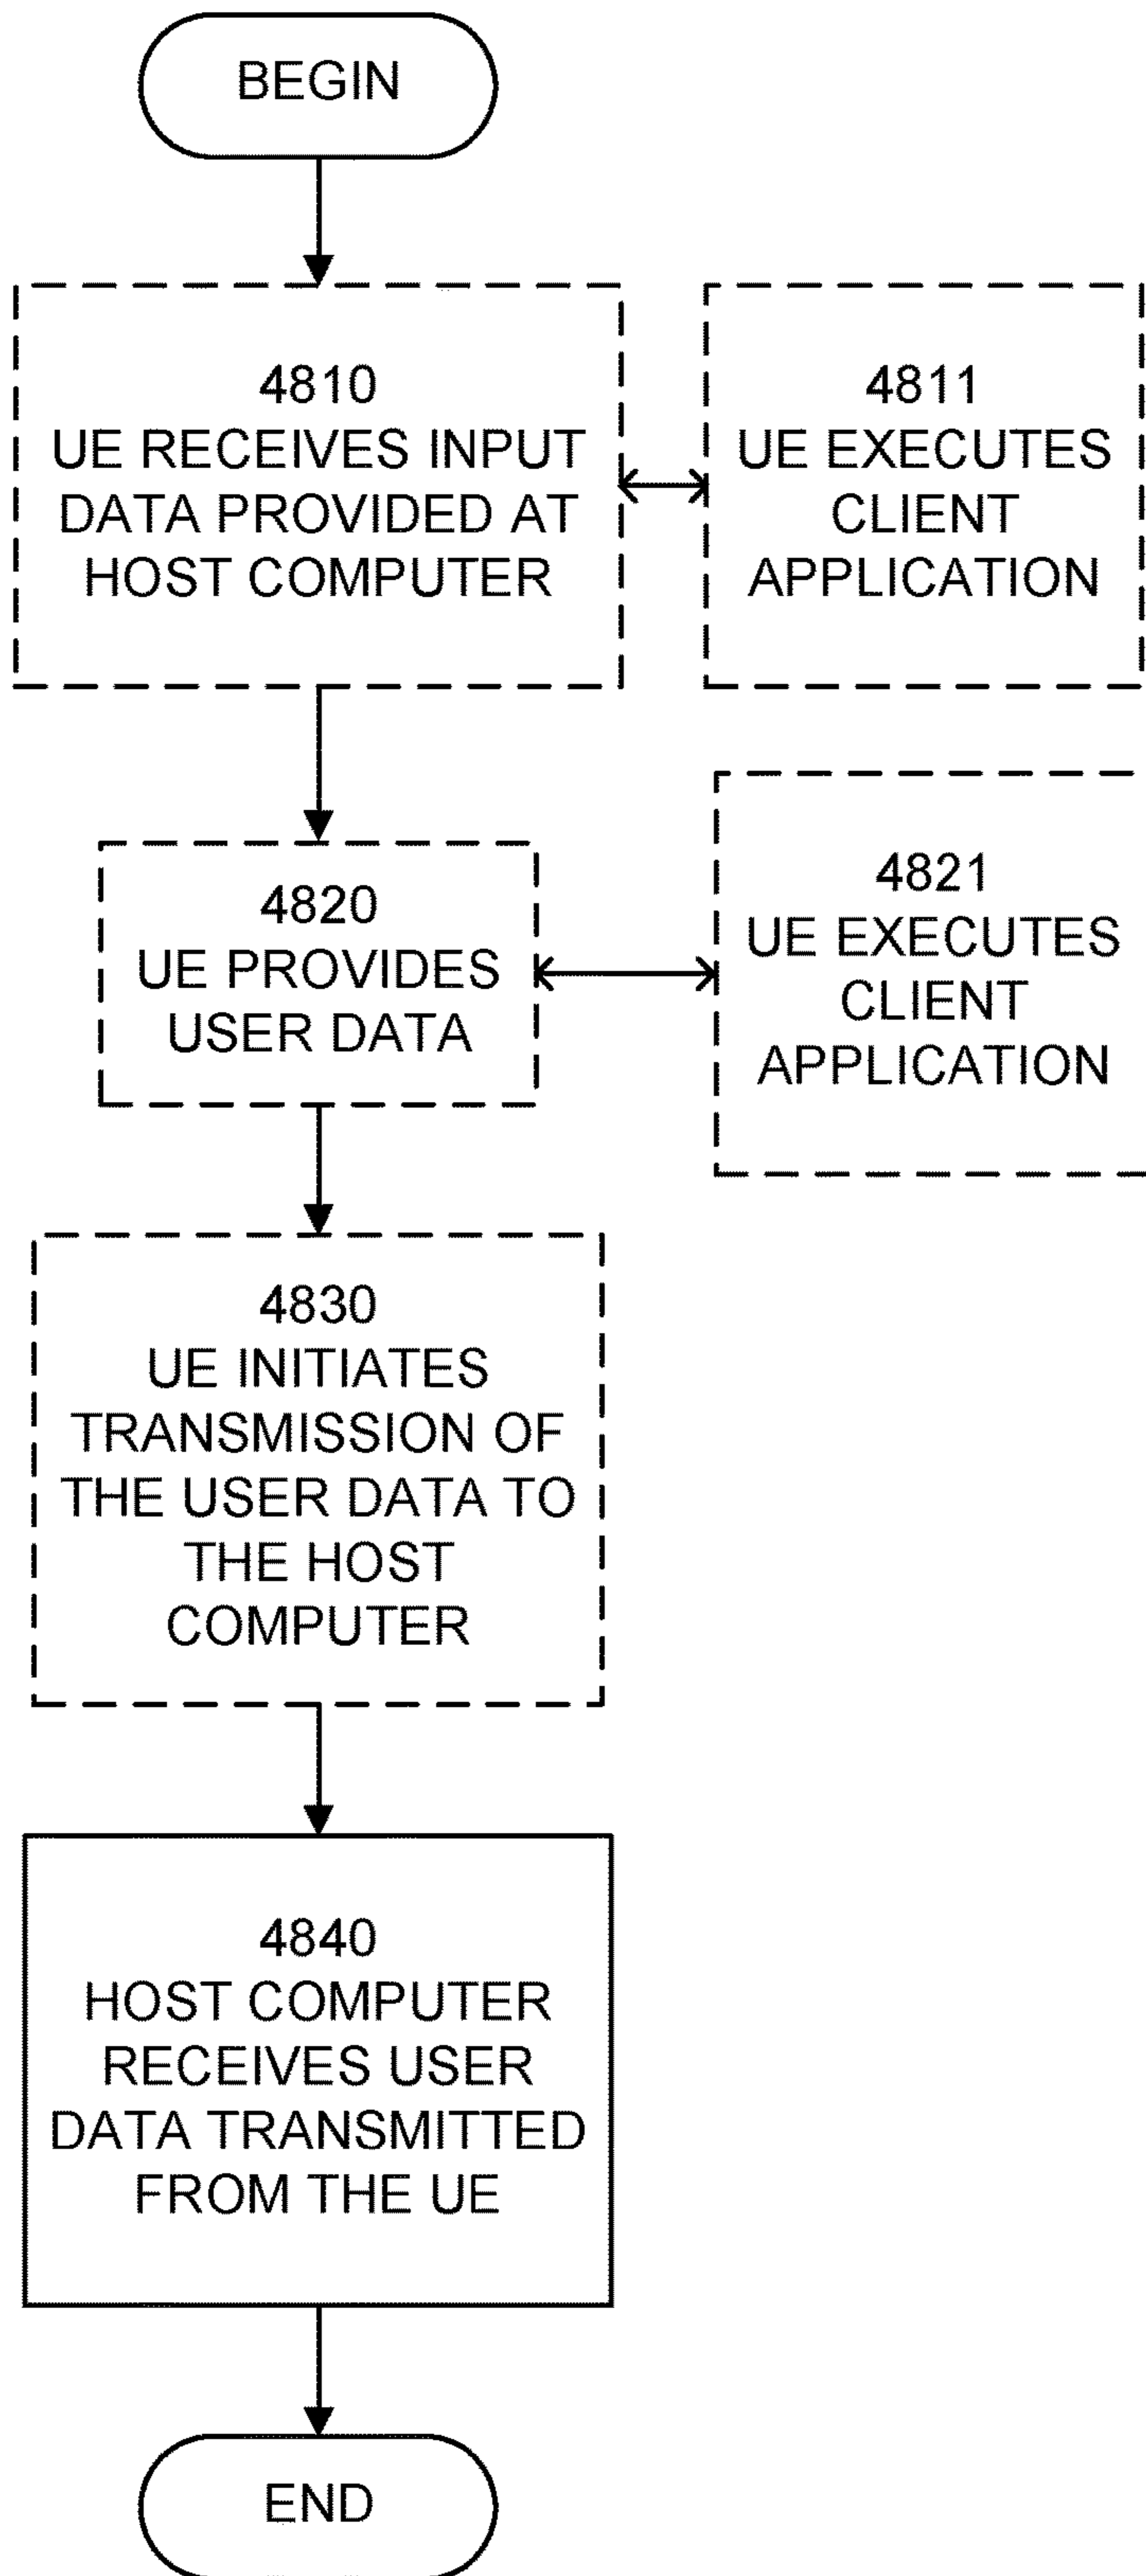 BEGIN
4810
UE RECEIVES INPUT
DATA PROVIDED AT
HOST COMPUTER
4811
UE EXECUTES
CLIENT
APPLICATION
4820
UE PROVIDES
USER DATA
4821
UE EXECUTES
CLIENT
APPLICATION
4830
UE INITIATES
TRANSMISSION OF
THE USER DATA TO
THE HOST
COMPUTER
4840
HOST COMPUTER
RECEIVES USER
DATA TRANSMITTED
FROM THE UE
END